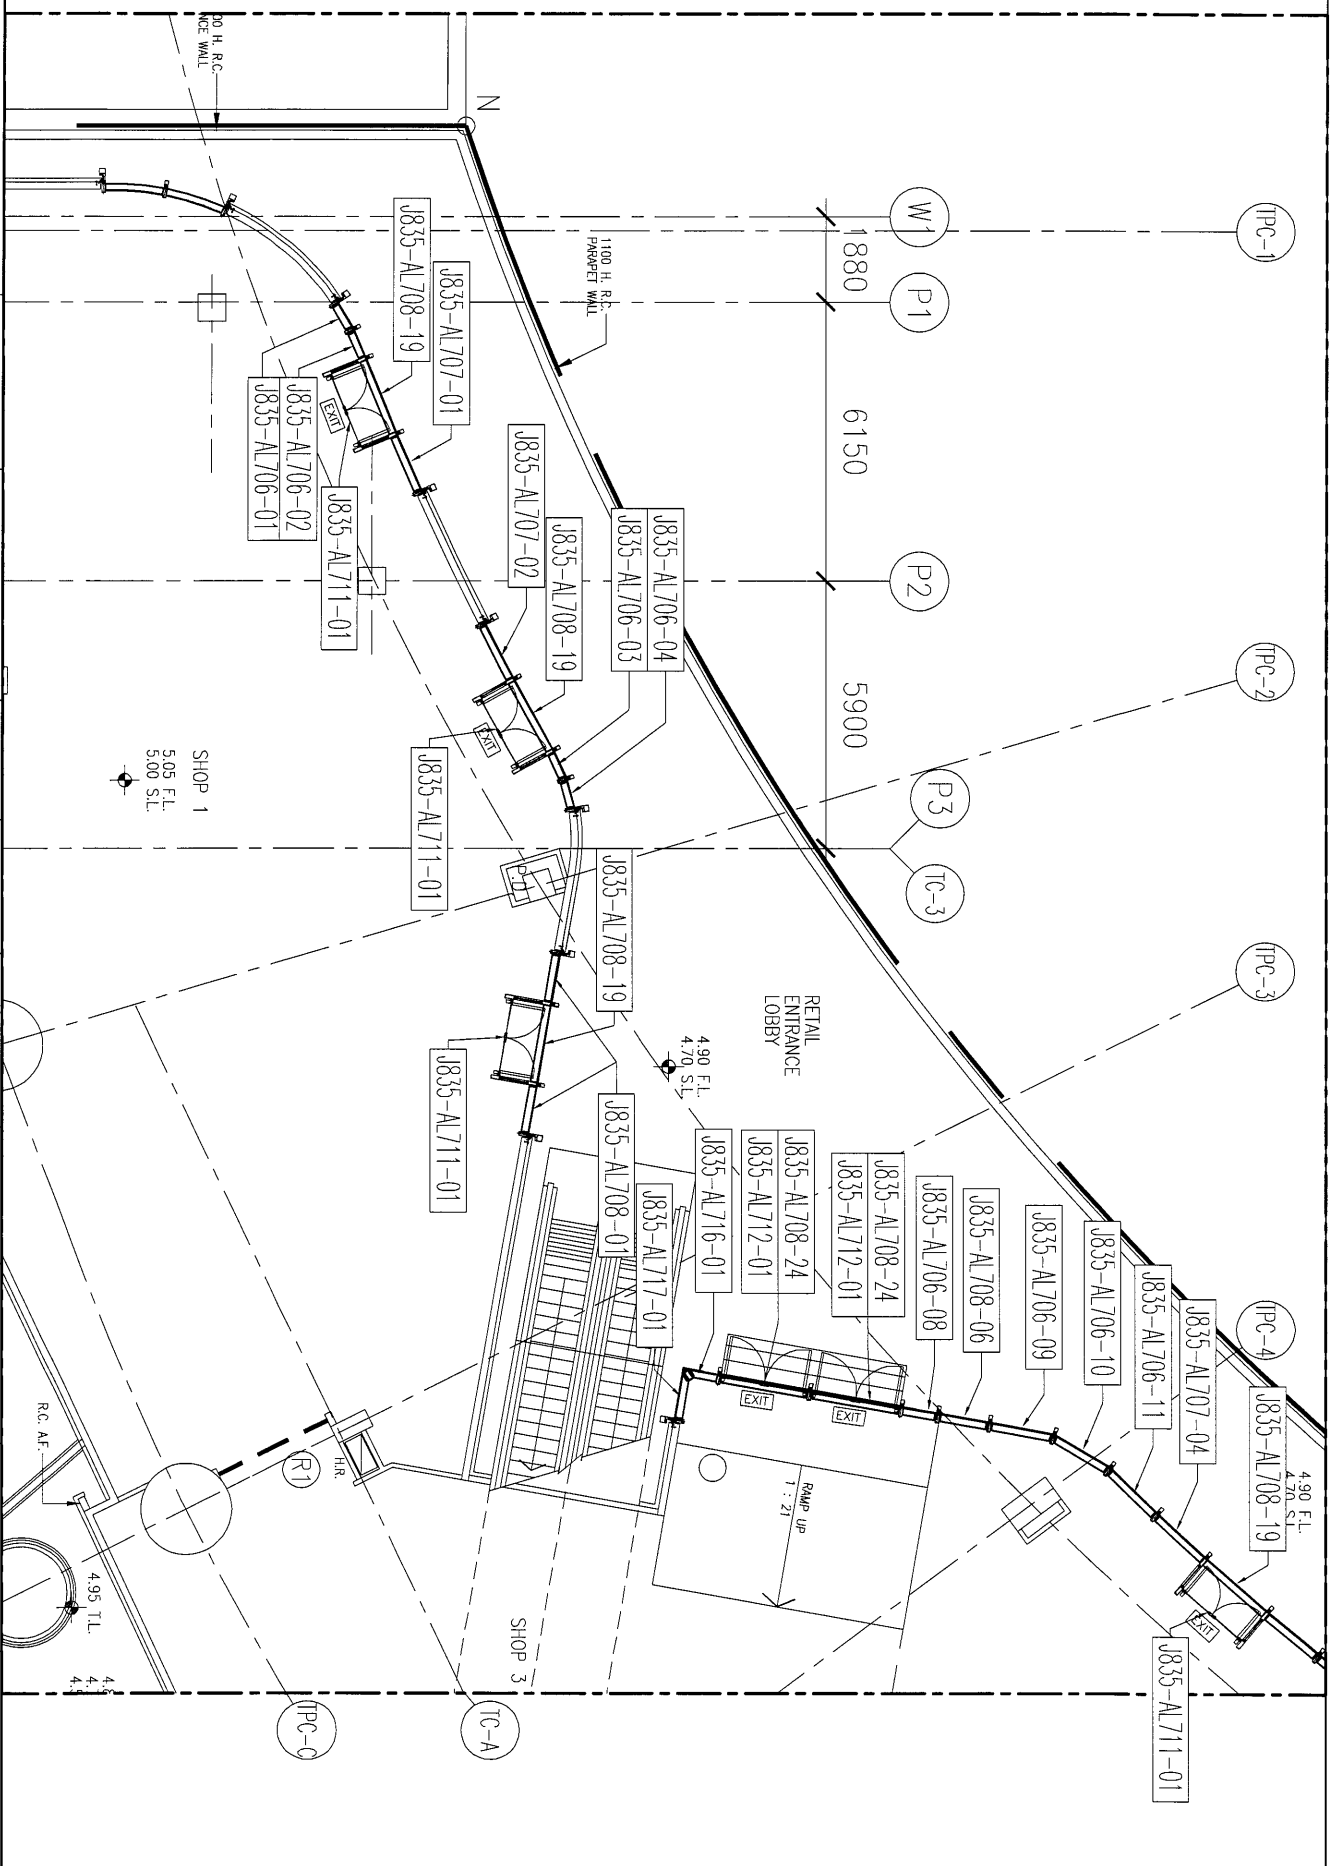 TPC-1
W1
P1
P2
TPC-2
P3
TC-3
TPC-3
TPC-4
1880
6150
5900
N
00 H. R.C.
NCE WALL
1100 H. R.C.
PARAPET WALL
J835-AL708-19
J835-AL707-01
J835-AL706-02
J835-AL706-01
EXIT
J835-AL711-01
J835-AL707-02
J835-AL708-19
J835-AL706-04
J835-AL706-03
EXIT
J835-AL711-01
SHOP 1
5.05 F.L.
5.00 S.L.
P.D.
J835-AL708-19
J835-AL711-01
J835-AL708-01
RETAIL
ENTRANCE
LOBBY
4.90 F.L.
4.70 S.L.
J835-AL717-01
J835-AL716-01
J835-AL708-24
J835-AL712-01
J835-AL708-24
J835-AL712-01
J835-AL706-08
J835-AL708-06
J835-AL706-09
J835-AL706-10
J835-AL706-11
J835-AL707-04
J835-AL708-19
4.90 F.L.
4.70 S.L.
EXIT
EXIT
EXIT
J835-AL711-01
RAMP UP
1 : 21
R1
H.R.
R.C. A.F.
4.95 T.L.
SHOP 3
TC-A
TPC-C